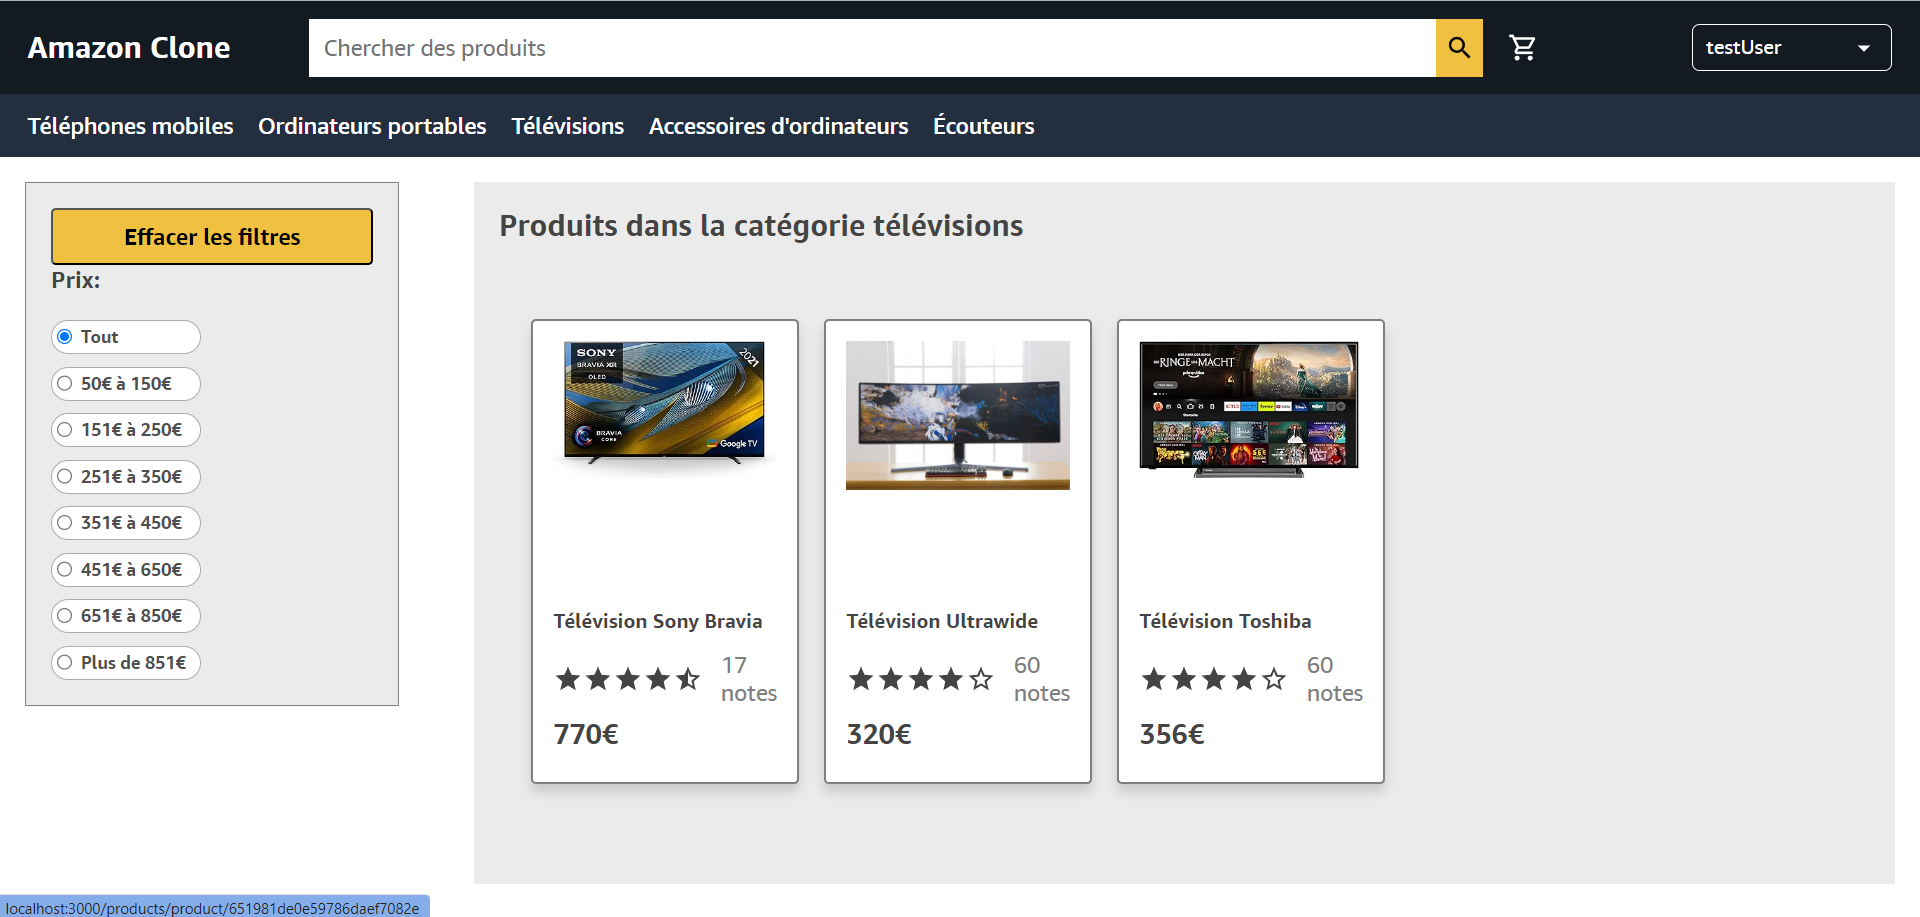 Amazon Clone
Chercher des produits
testUser
Téléphones mobiles
Ordinateurs portables
Télévisions
Accessoires d'ordinateurs
Écouteurs
Effacer les filtres
Prix:
Tout
50€ à 150€
151€ à 250€
251€ à 350€
351€ à 450€
451€ à 650€
651€ à 850€
Plus de 851€
Produits dans la catégorie télévisions
SONY
BRAVIA XR
OLED
2021
BRAVIA
CORE
Google TV
Télévision Sony Bravia
17
notes
770€
Télévision Ultrawide
60
notes
320€
RINGE DER MACHT
prime video
Télévision Toshiba
60
notes
356€
localhost:3000/products/product/651981de0e59786daef7082e